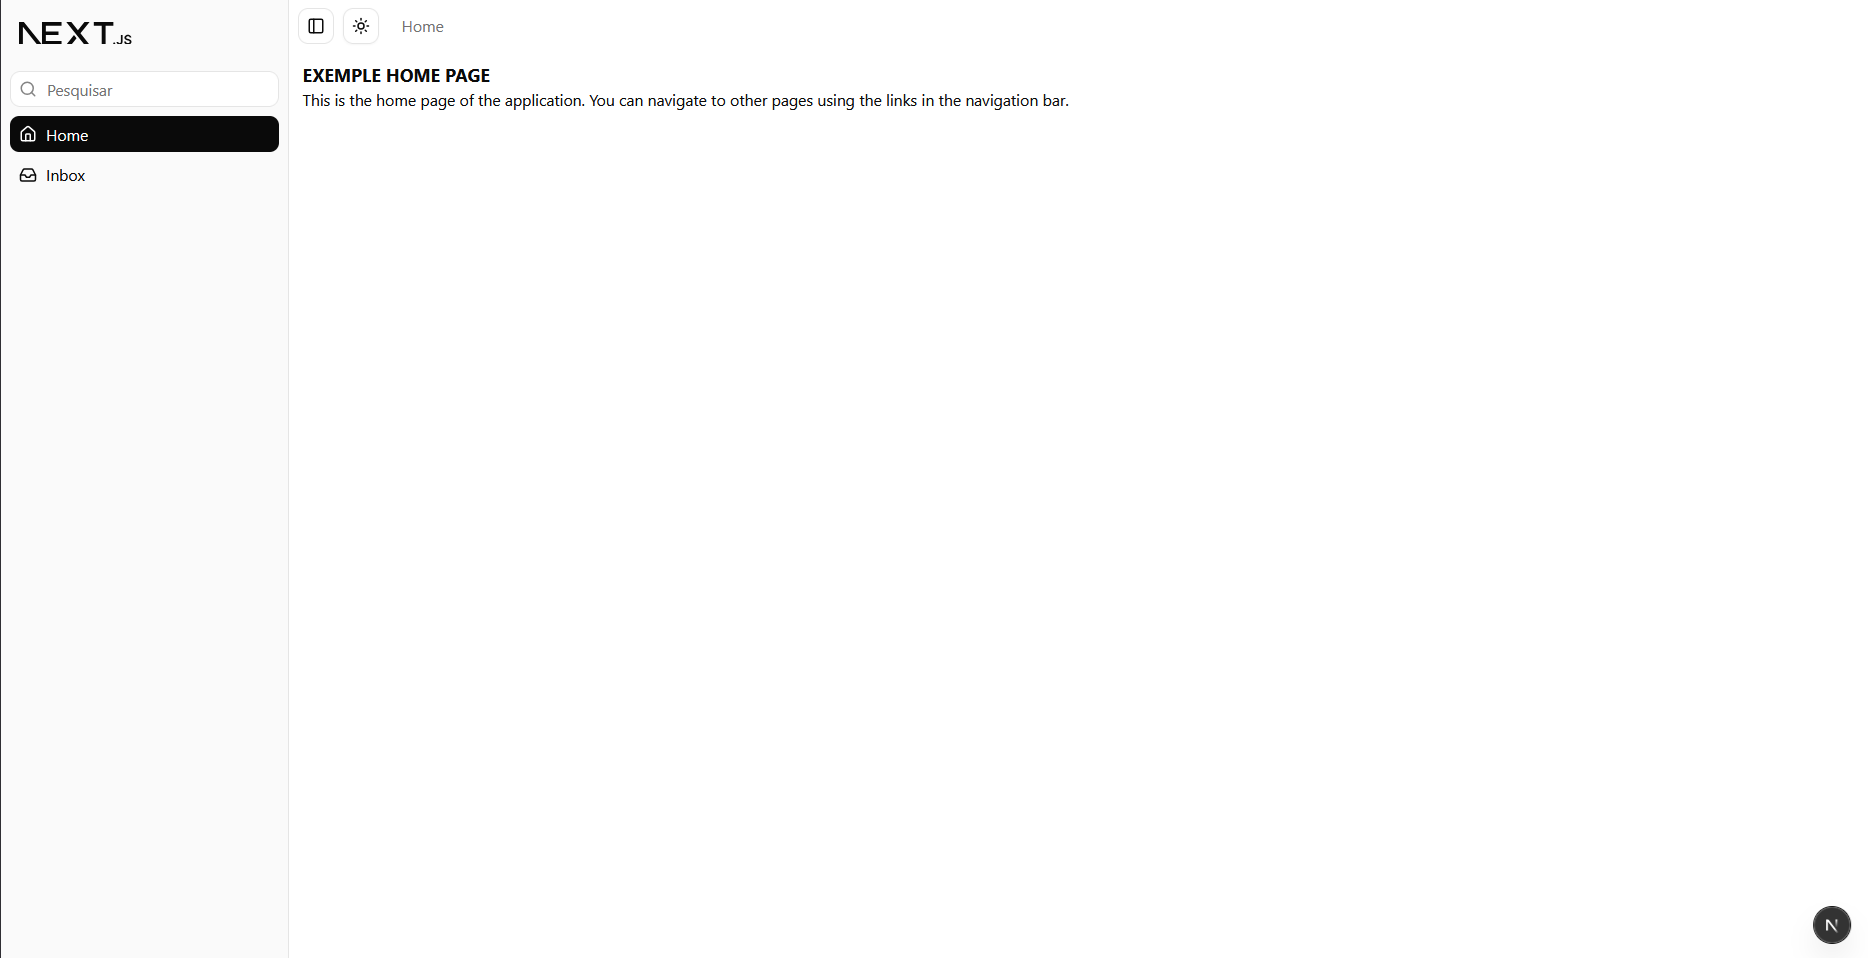 NEXT.JS
Pesquisar
Home
Inbox
Home
EXEMPLE HOME PAGE
This is the home page of the application. You can navigate to other pages using the links in the navigation bar.
N